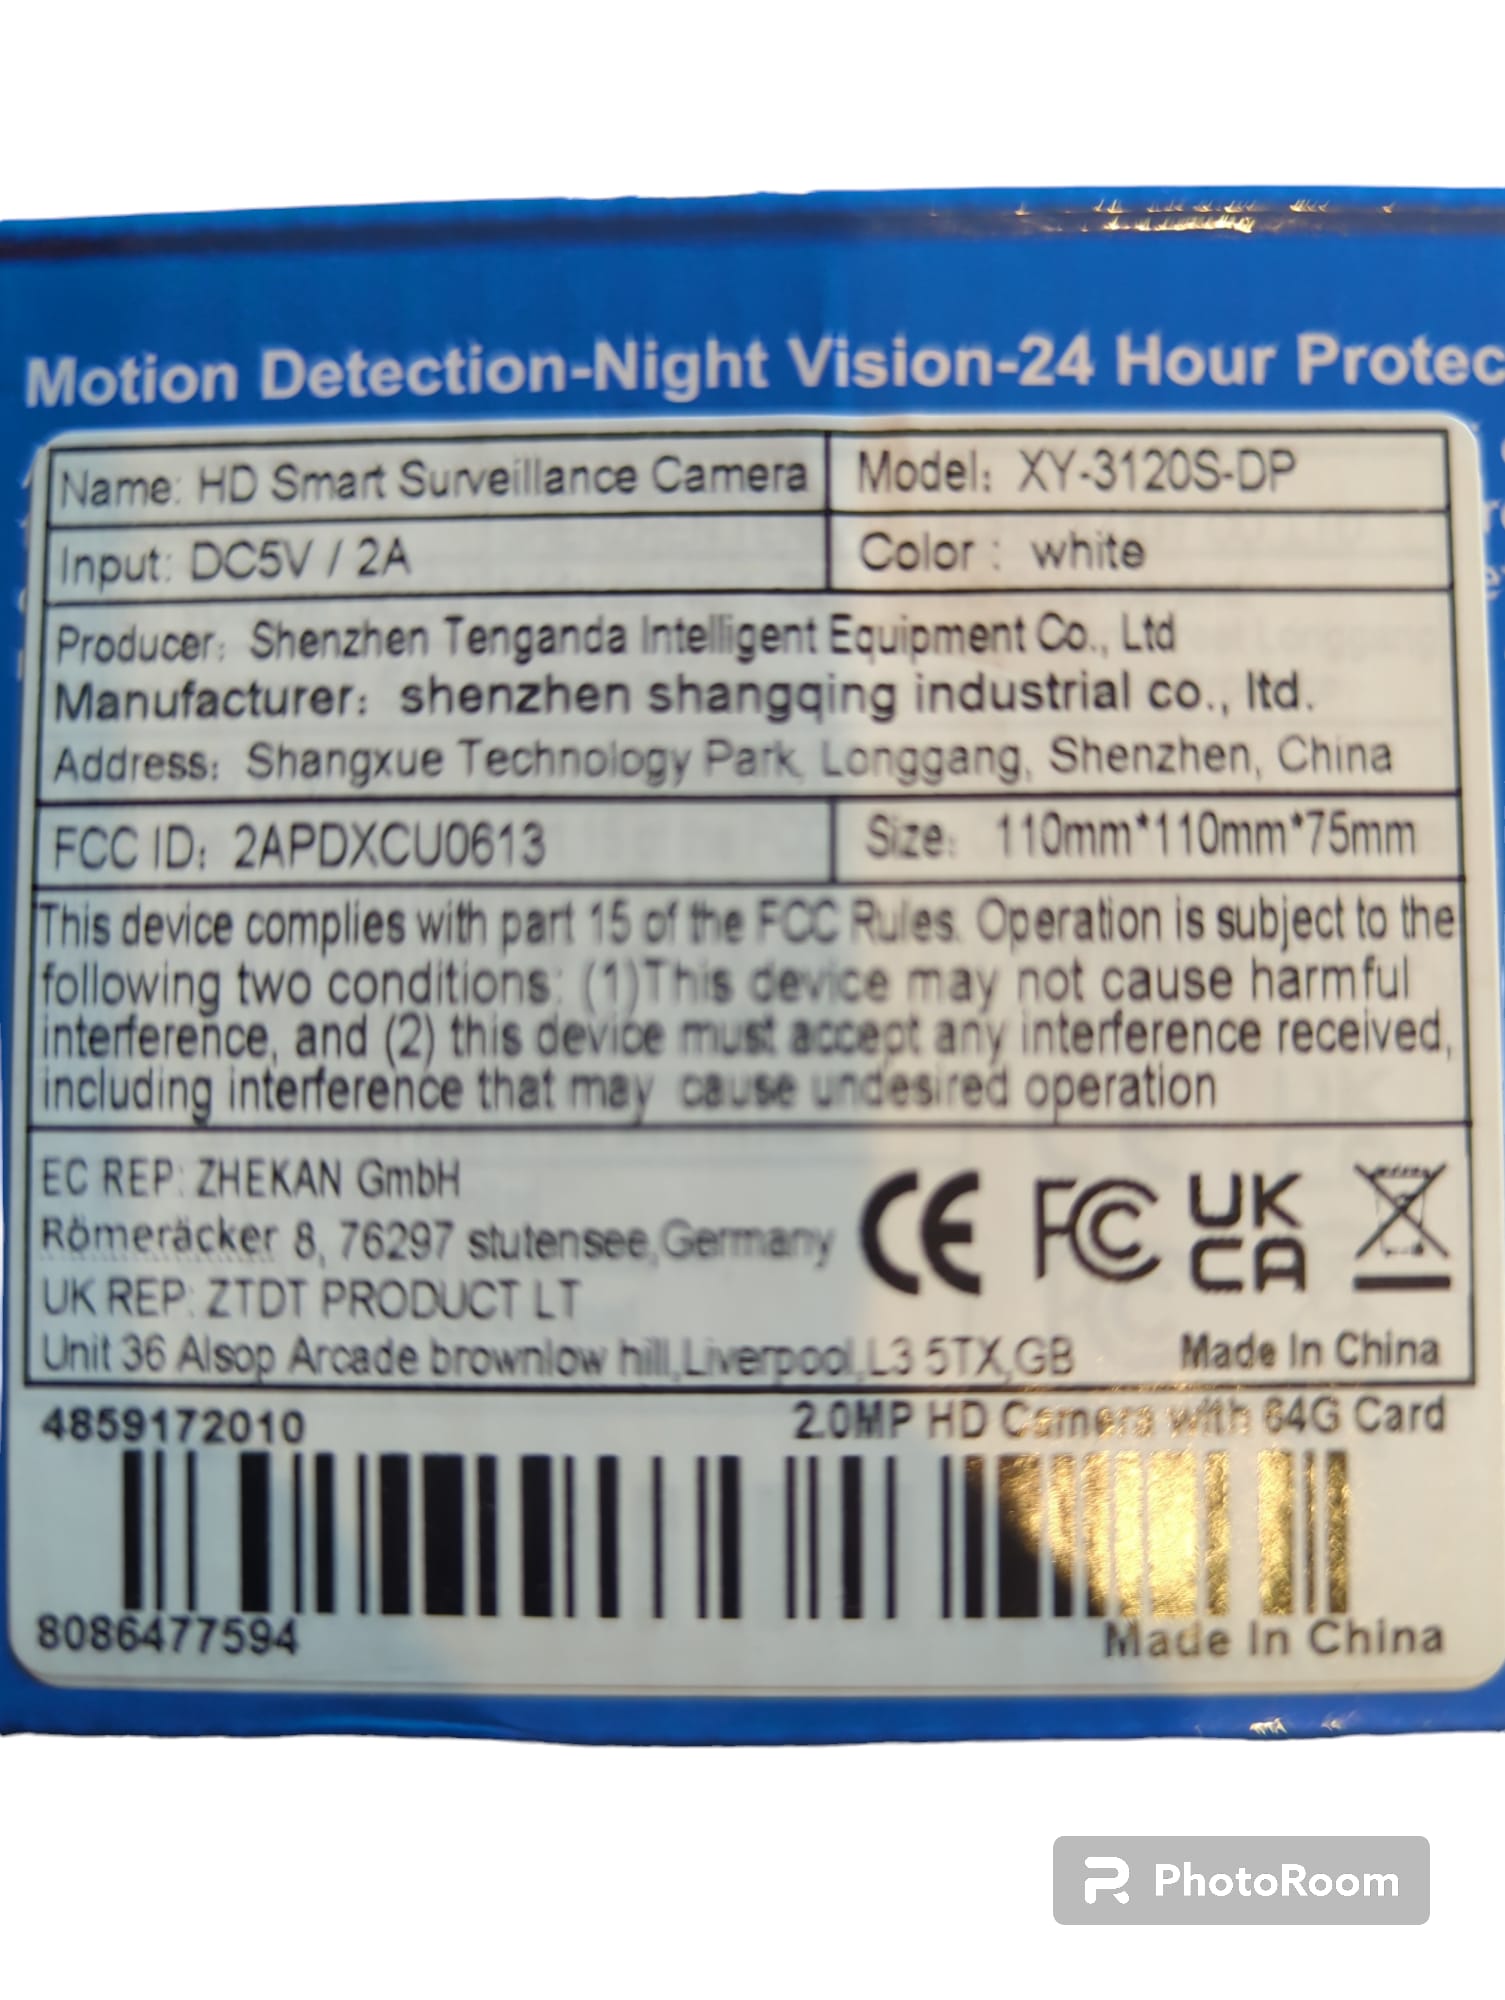 Motion Detection-Night Vision-24 Hour Protec
Name: HD Smart Surveillance Camera
Model: XY-3120S-DP
Input: DC5V / 2A
Color : white
Producer: Shenzhen Tenganda Intelligent Equipment Co., Ltd
Manufacturer: shenzhen shangqing industrial co., ltd.
Address: Shangxue Technology Park, Longgang, Shenzhen, China
FCC ID: 2APDXCU0613
Size: 110mm*110mm*75mm
This device complies with part 15 of the FCC Rules. Operation is subject to the
following two conditions: (1)This device may not cause harmful
interference, and (2) this device must accept any interference received,
including interference that may cause undesired operation
EC REP: ZHEKAN GmbH
Römeräcker 8, 76297 stutensee,Germany
UK REP: ZTDT PRODUCT LT
Unit 36 Alsop Arcade brownlow hill,Liverpool,L3 5TX,GB
CE FC UK CA
Made In China
4859172010
2.0MP HD Camera with 64G Card
8086477594
Made In China
PhotoRoom